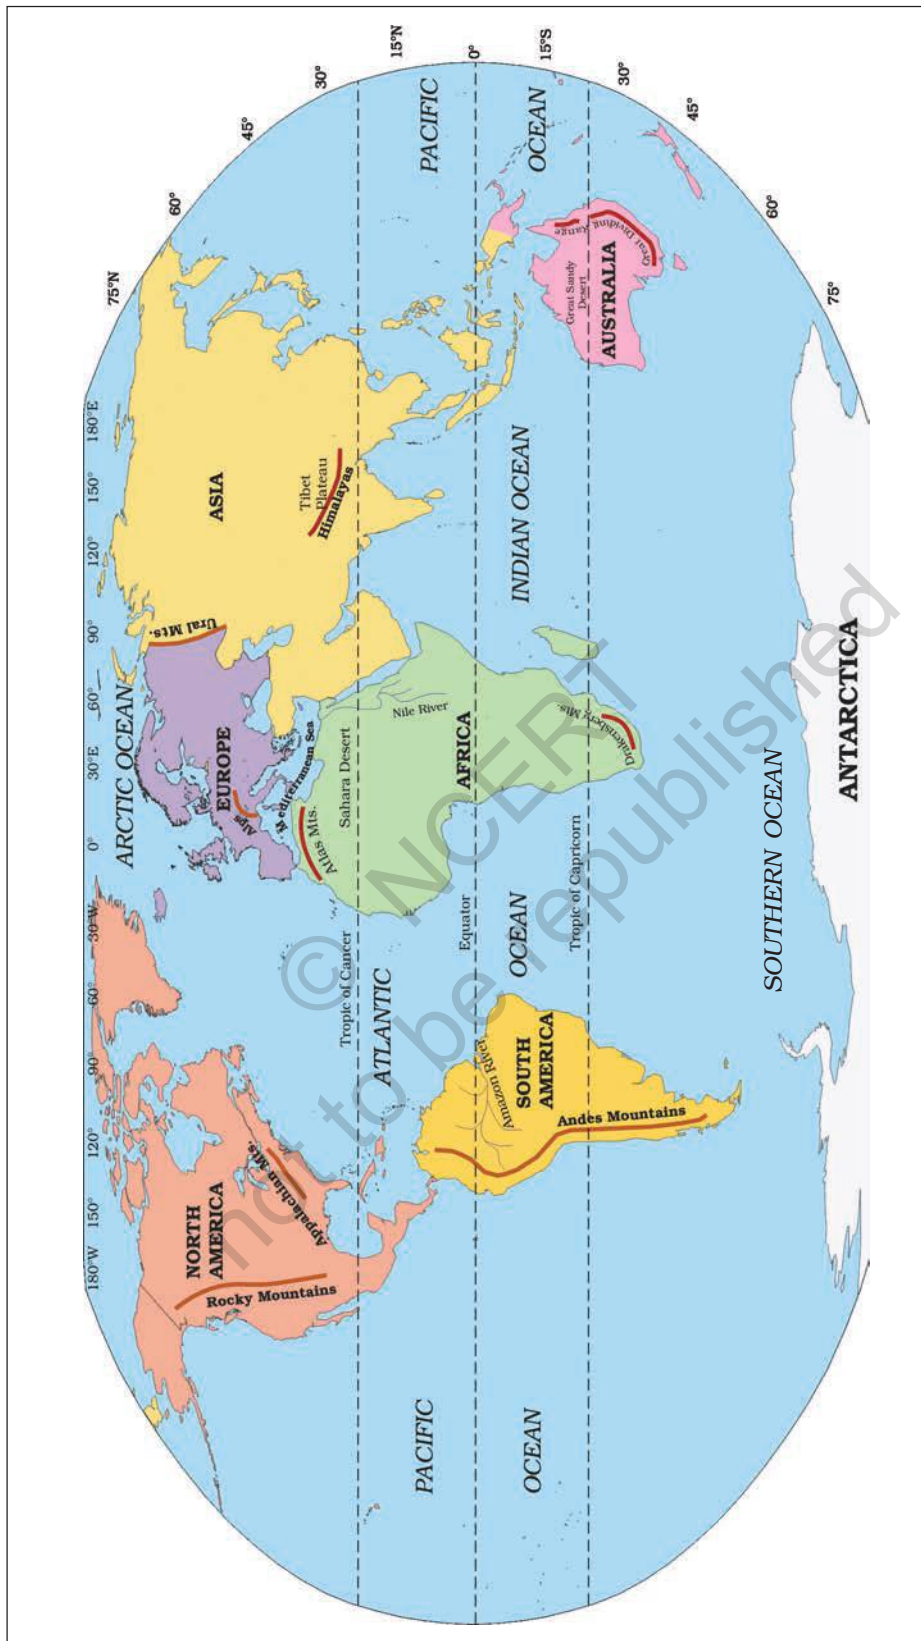 ARCTIC OCEAN
180°W
150°
120°
90°
60°
30°W
0°
30°E
60°
90°
120°
150°
180°E
75°N
60°
45°
30°
15°N
0°
15°S
30°
45°
60°
75°
NORTH
AMERICA
Rocky Mountains
Appalachian Mts.
EUROPE
Alps
Ural Mts.
Mediterranean Sea
ASIA
Tibet
Plateau
Himalayas
Atlas Mts.
Sahara Desert
Nile River
AFRICA
Drakensberg Mts.
Tropic of Cancer
Equator
Tropic of Capricorn
ATLANTIC
OCEAN
PACIFIC
OCEAN
PACIFIC
OCEAN
INDIAN OCEAN
SOUTH
AMERICA
Amazon River
Andes Mountains
Great Sandy
Desert
AUSTRALIA
Great Dividing Range
SOUTHERN OCEAN
ANTARCTICA
© NCERT
not to be republished